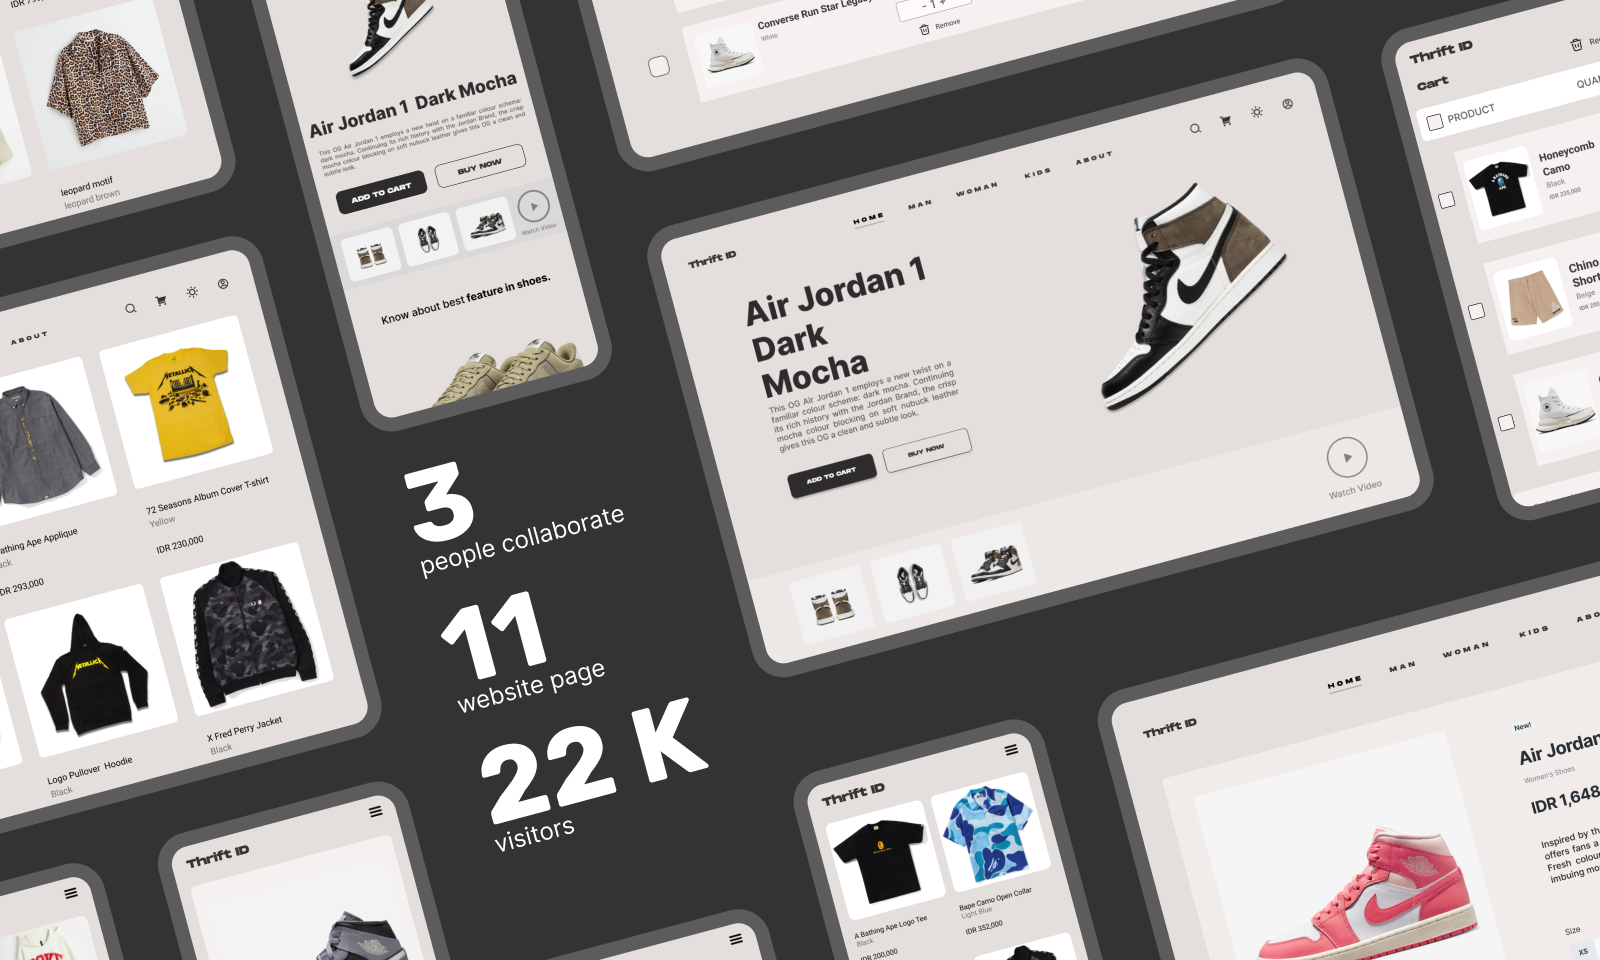 leopard motif
leopard brown
Air Jordan 1 Dark Mocha
This OG Air Jordan 1 employs a new twist on a familiar colour scheme:
dark mocha. Continuing its rich history with the Jordan Brand, the crisp
mocha colour blocking on soft nubuck leather gives this OG a clean and
subtle look.
ADD TO CART
BUY NOW
Watch Video
Know about best feature in shoes.
Converse Run Star Legacy
White
- 1 +
Remove
HOME
MAN
WOMAN
KIDS
ABOUT
Thrift ID
Air Jordan 1
Dark
Mocha
This OG Air Jordan 1 employs a new twist on a
familiar colour scheme: dark mocha. Continuing
its rich history with the Jordan Brand, the crisp
mocha colour blocking on soft nubuck leather
gives this OG a clean and subtle look.
ADD TO CART
BUY NOW
Watch Video
Thrift ID
Cart
PRODUCT
Honeycomb
Camo
Black
IDR 235,000
Chino
Short
Beige
ABOUT
METALLICA
72 Seasons Album Cover T-shirt
Yellow
IDR 230,000
athing Ape Applique
DR 293,000
METALLICA
Logo Pullover Hoodie
Black
X Fred Perry Jacket
Black
3
people collaborate
11
website page
22 K
visitors
Thrift ID
Thrift ID
A Bathing Ape Logo Tee
Black
IDR 200,000
Bape Camo Open Collar
Light Blue
IDR 352,000
HOME
MAN
WOMAN
KIDS
Thrift ID
New!
Air Jordan
Women's Shoes
IDR 1,648
Inspired by th
offers fans a
Fresh colou
imbuing mo
Size
XS